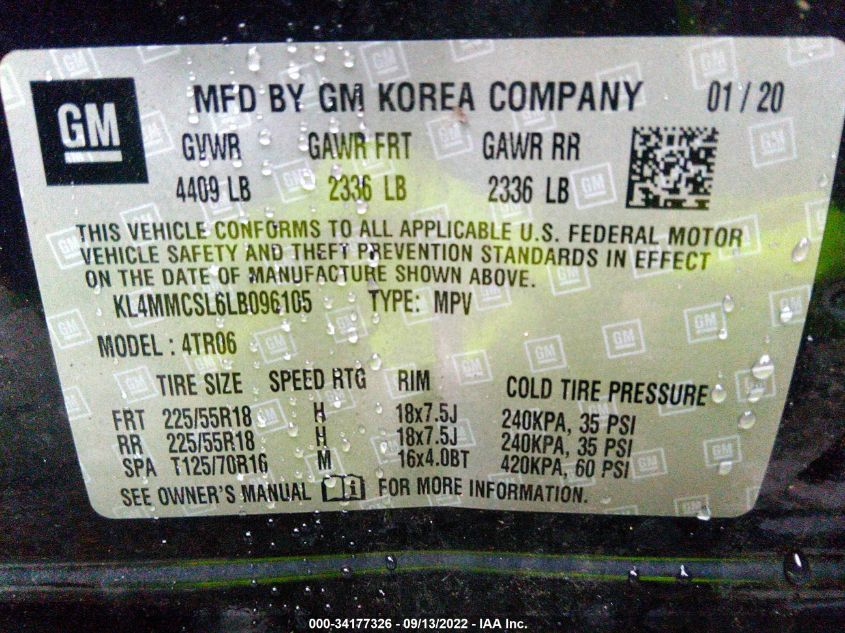 GM
MFD BY GM KOREA COMPANY 01 / 20
GVWR GAWR FRT GAWR RR
4409 LB 2336 LB 2336 LB
THIS VEHICLE CONFORMS TO ALL APPLICABLE U.S. FEDERAL MOTOR
VEHICLE SAFETY AND THEFT PREVENTION STANDARDS IN EFFECT
ON THE DATE OF MANUFACTURE SHOWN ABOVE.
KL4MMCSL6LB096105 TYPE: MPV
MODEL : 4TR06
TIRE SIZE SPEED RTG RIM COLD TIRE PRESSURE
FRT 225/55R18 H 18x7.5J 240KPA, 35 PSI
RR 225/55R18 H 18x7.5J 240KPA, 35 PSI
SPA T125/70R16 M 16x4.0BT 420KPA, 60 PSI
SEE OWNER'S MANUAL i FOR MORE INFORMATION.
000-34177326 - 09/13/2022 - IAA Inc.